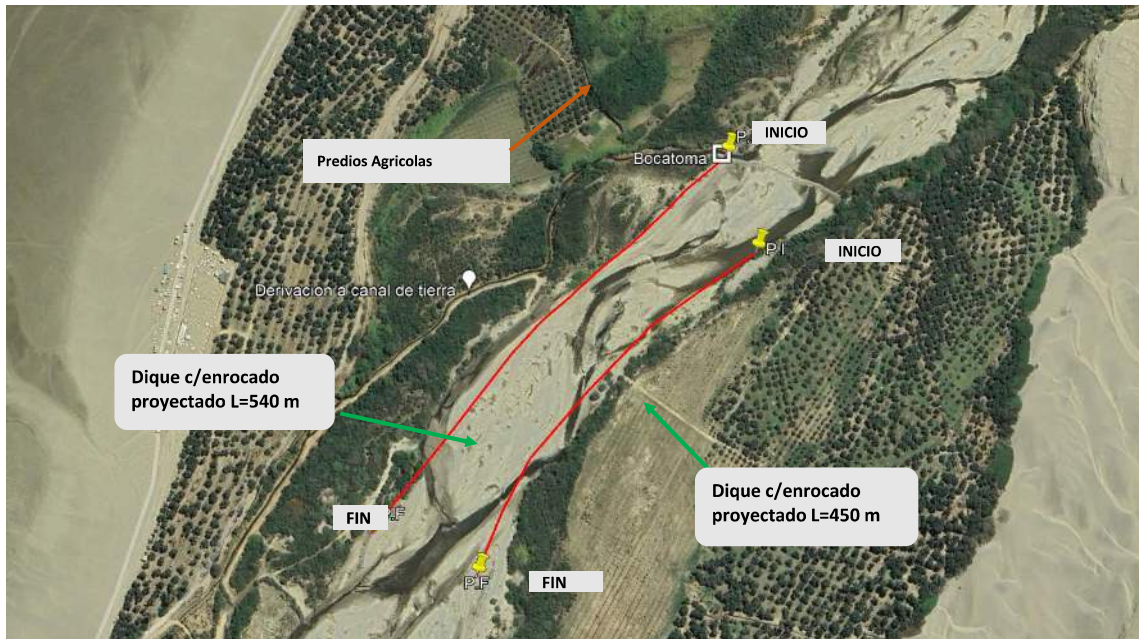 P.
INICIO
Bocatoma
Predios Agricolas
P.I
INICIO
Derivacion a canal de tierra
Dique c/enrocado
proyectado L=540 m
Dique c/enrocado
proyectado L=450 m
FIN
.F
P.F
FIN